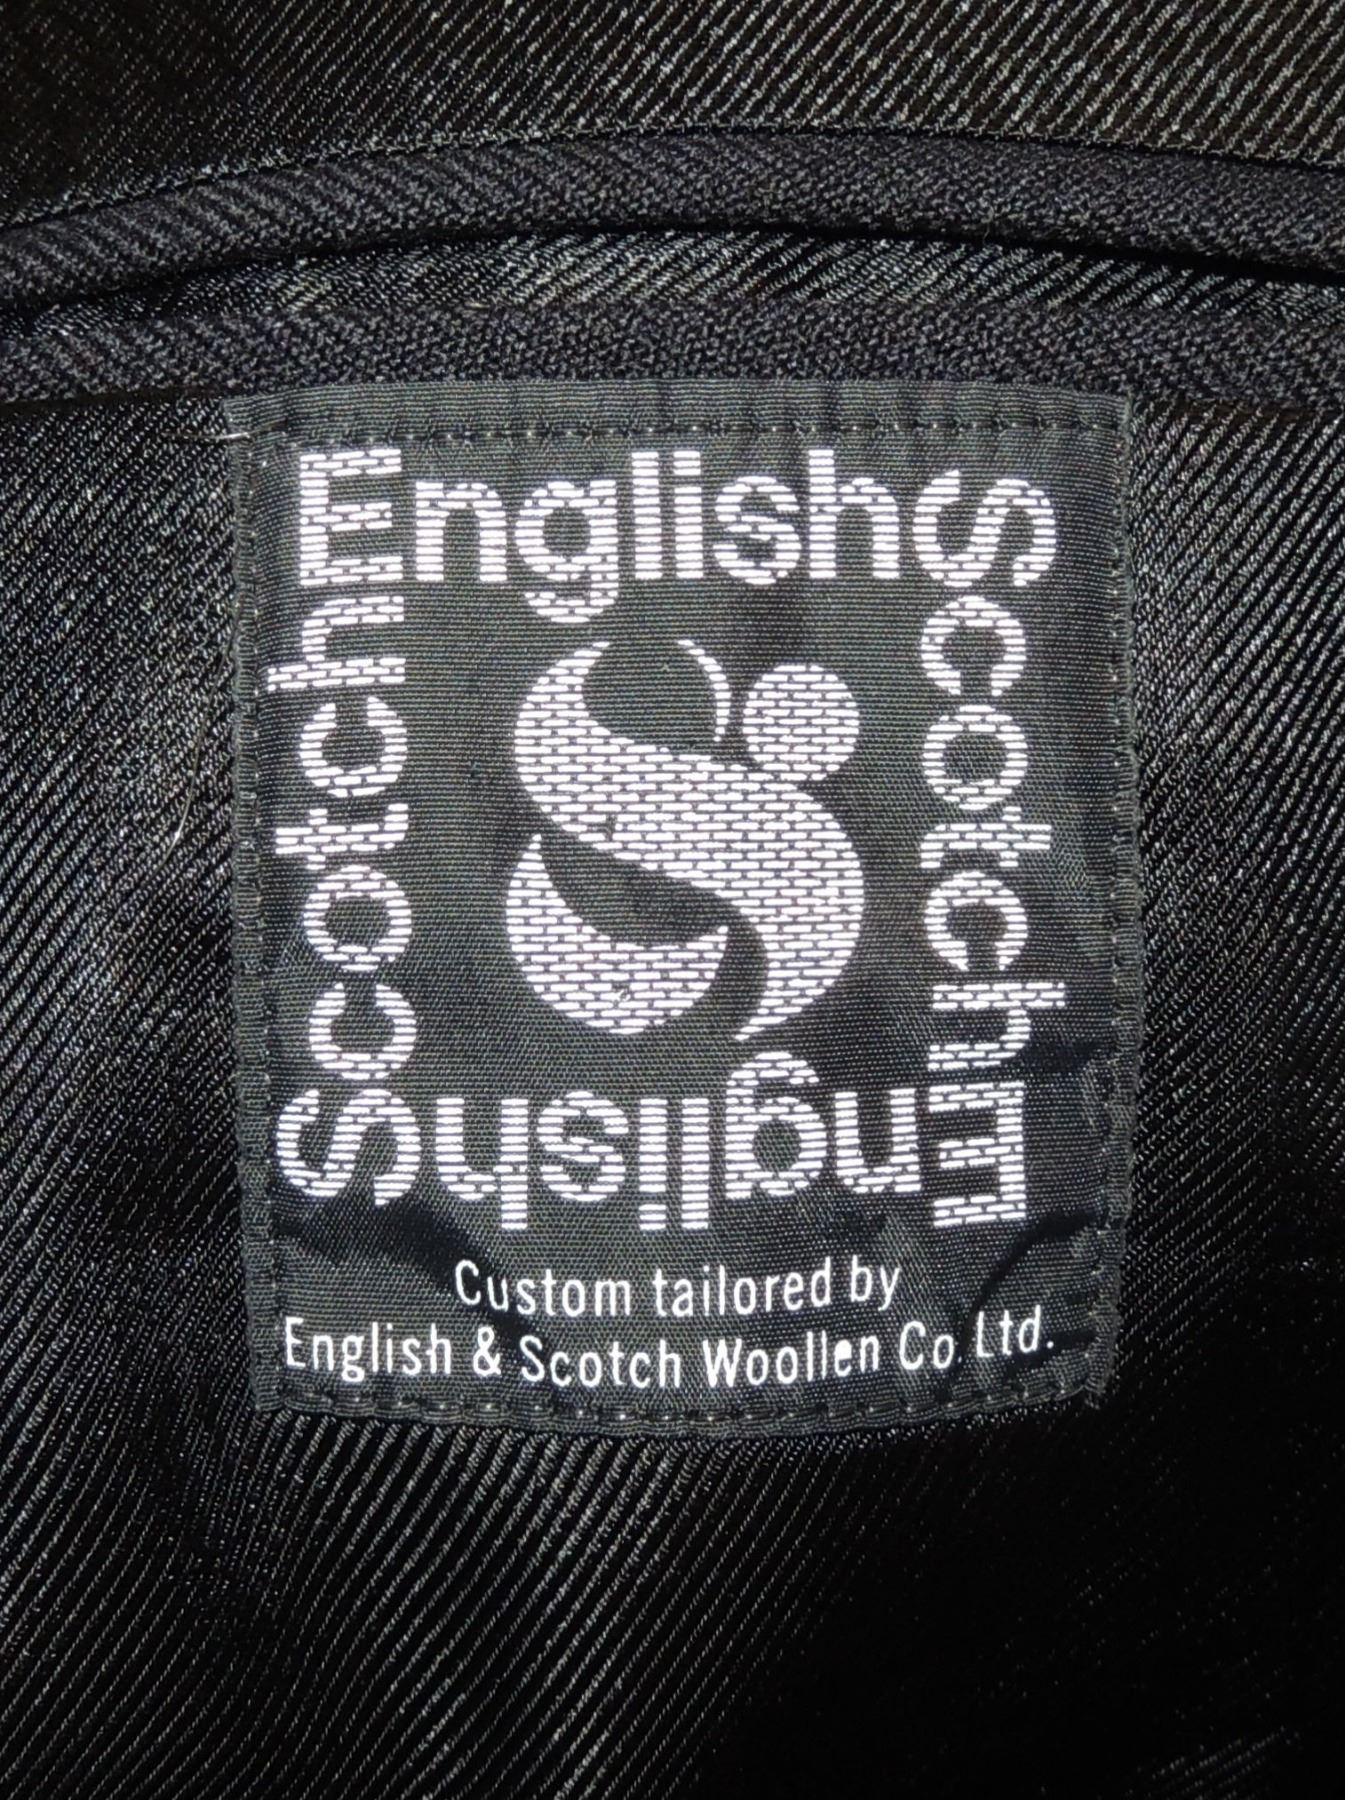 English
Scotch
English
Scotch
&
Custom tailored by
English & Scotch Woollen Co. Ltd.